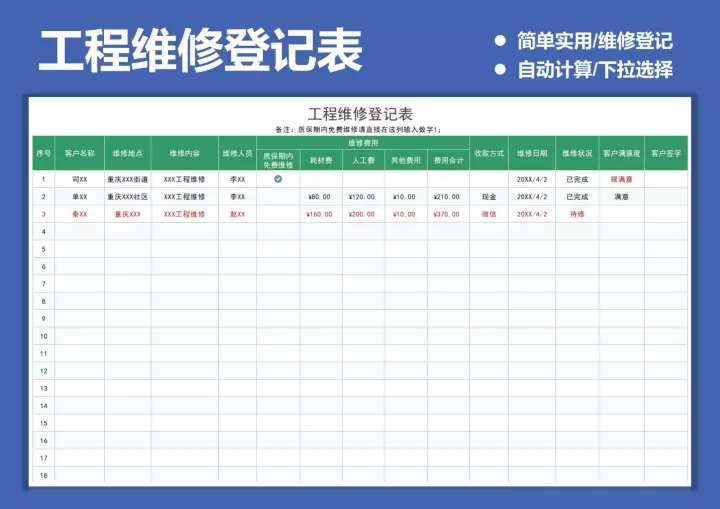 工程维修登记表
● 简单实用/维修登记
● 自动计算/下拉选择
工程维修登记表
备注：质保期内免费维修请直接在该列输入数字1；
序号 客户名称 维修地点 维修内容 维修人员 维修费用 收款方式 维修日期 维修状况 客户满意度 客户签字
质保期内免费维修 耗材费 人工费 其他费用 费用合计
1 司XX 重庆XXX街道 XXX工程维修 李XX 20XX/4/2 已完成 很满意
2 单XX 重庆XXX社区 XXX工程维修 李XX ¥80.00 ¥120.00 ¥10.00 ¥210.00 现金 20XX/4/2 已完成 满意
3 秦XX 重庆XXX XXX工程维修 赵XX ¥160.00 ¥200.00 ¥10.00 ¥370.00 微信 20XX/4/2 待修
4
5
6
7
8
9
10
11
12
13
14
15
16
17
18